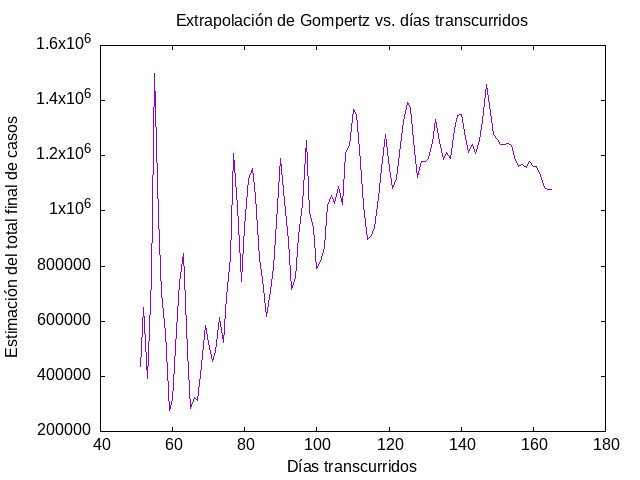 Extrapolación de Gompertz vs. días transcurridos
1.6x10^6
1.4x10^6
1.2x10^6
1x10^6
800000
600000
400000
200000
Estimación del total final de casos
40 60 80 100 120 140 160 180
Días transcurridos